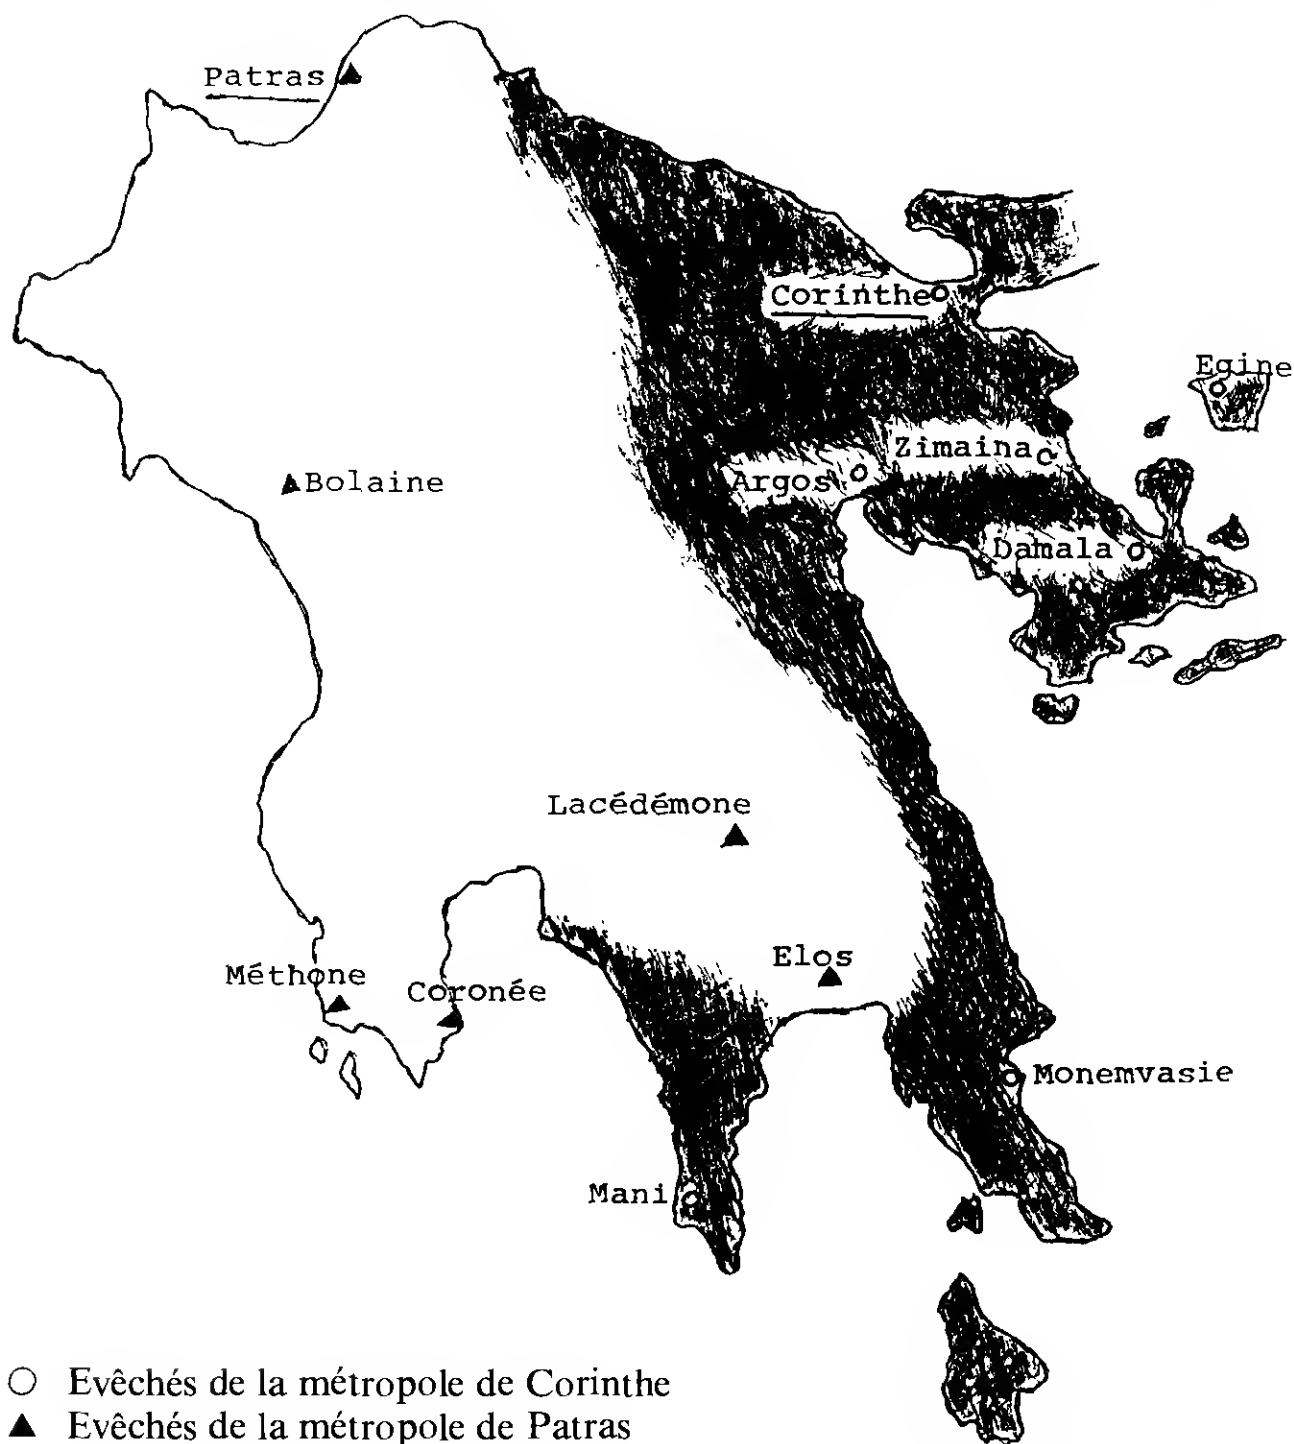 Patras
Corinthe
Egine
Zimaina
Argos
Bolaine
Damala
Lacédémone
Elos
Méthone
Coronée
Monemvasie
Mani
Evêchés de la métropole de Corinthe
Evêchés de la métropole de Patras